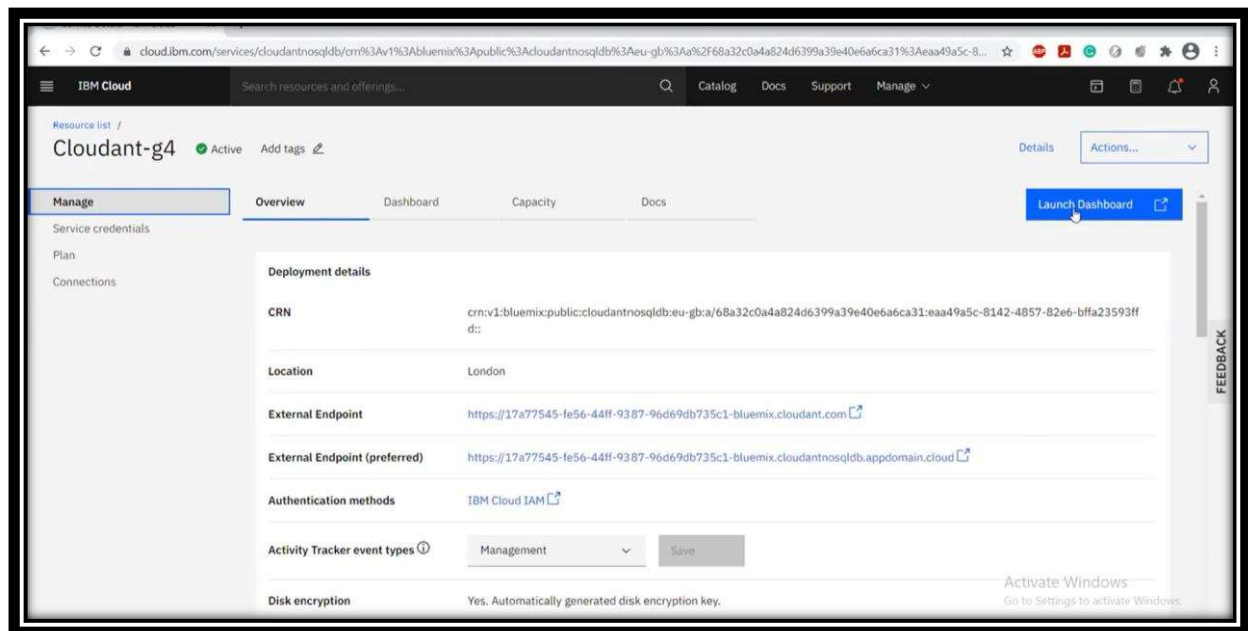 cloud.ibm.com/services/cloudantnosqldb/crn%3Av1%3Abluemix%3Apublic%3Acloudantnosqldb%3Aeu-gb%3Aa%2F68a32c0a4a824d6399a39e40e6a6ca31%3Aeaa49a5c-8...
IBM Cloud Search resources and offerings... Catalog Docs Support Manage
Resource list /
Cloudant-g4 Active Add tags Details Actions...
Manage Overview Dashboard Capacity Docs Launch Dashboard
Service credentials
Plan
Connections
Deployment details
CRN crn:v1:bluemix:public:cloudantnosqldb:eu-gb:a/68a32c0a4a824d6399a39e40e6a6ca31:eaa49a5c-8142-4857-82e6-bffa23593ff
d::
Location London
External Endpoint https://17a77545-fe56-44ff-9387-96d69db735c1-bluemix.cloudant.com
External Endpoint (preferred) https://17a77545-fe56-44ff-9387-96d69db735c1-bluemix.cloudantnosqldb.appdomain.cloud
Authentication methods IBM Cloud IAM
Activity Tracker event types Management Save
Disk encryption Yes. Automatically generated disk encryption key.
FEEDBACK
Activate Windows
Go to Settings to activate Windows.